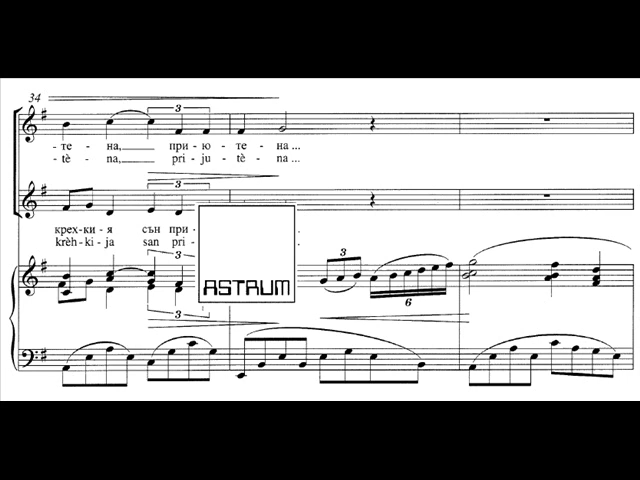 34
3
-те - на, при - ю - те - на...
-tè - na, pri - ju - tè - na...
3
крех-ки-я сън при-
krèh-ki-ja san pri-
3
3
6
3
ASTRUM